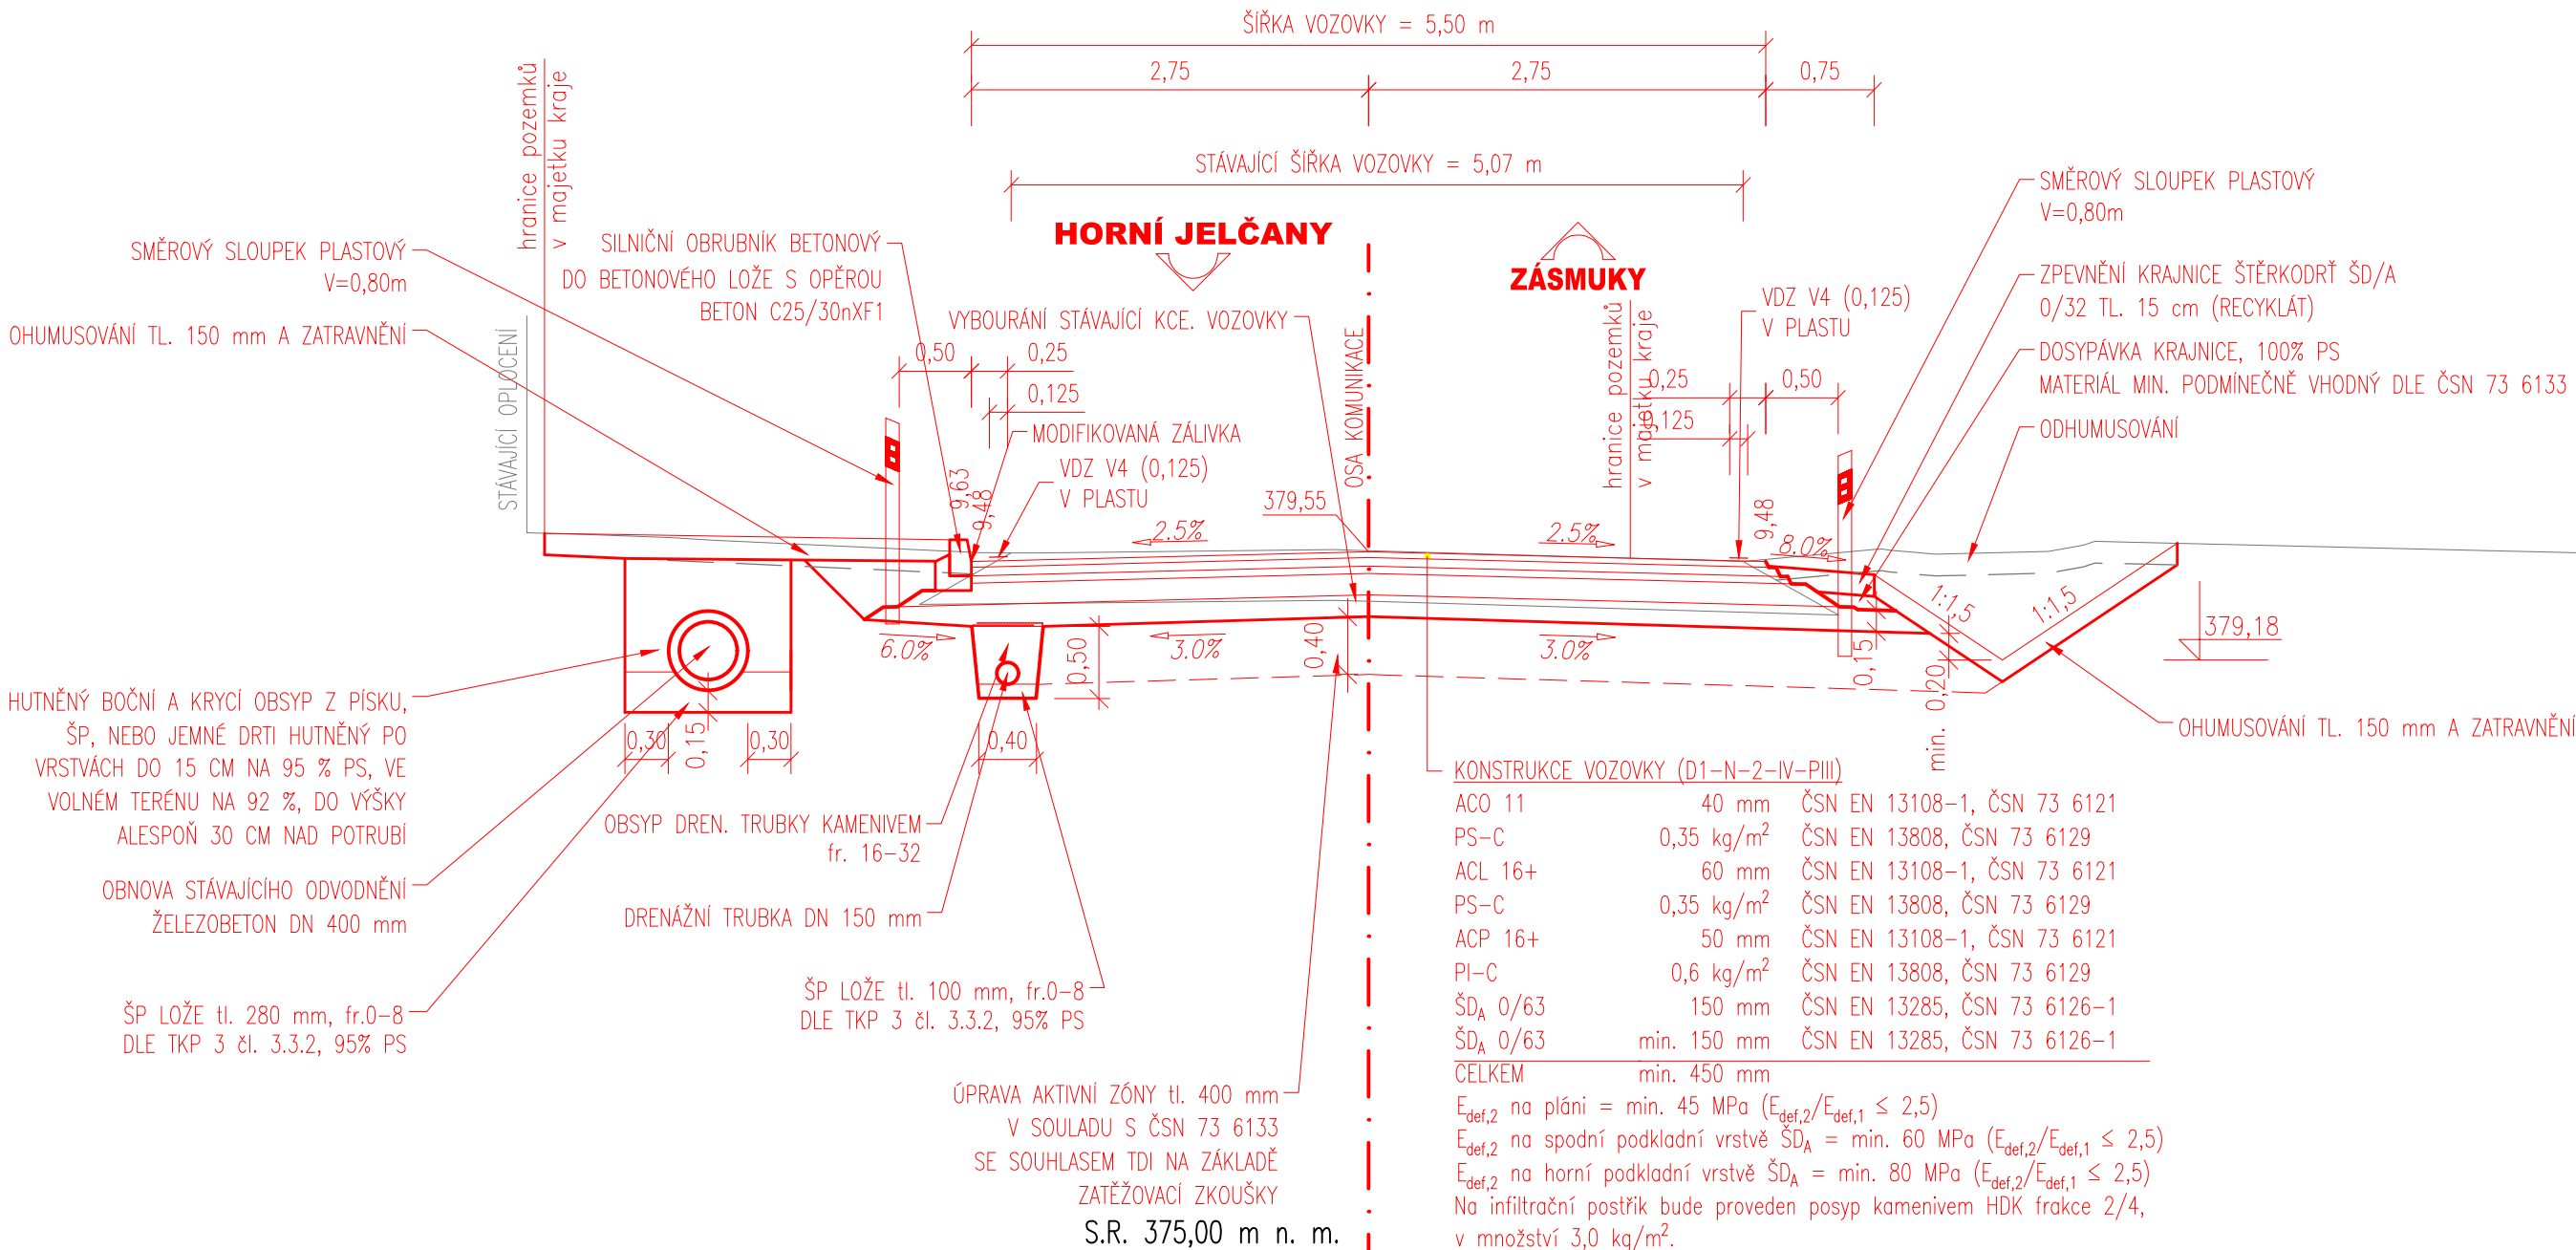 ŠÍŘKA VOZOVKY = 5,50 m
2,75
2,75
0,75
hranice pozemků
v majetku kraje
STÁVAJÍCÍ ŠÍŘKA VOZOVKY = 5,07 m
HORNÍ JELČANY
ZÁSMUKY
SMĚROVÝ SLOUPEK PLASTOVÝ
V=0,80m
OHUMUSOVÁNÍ TL. 150 mm A ZATRAVNĚNÍ
STÁVAJÍCÍ OPLOCENÍ
SILNIČNÍ OBRUBNÍK BETONOVÝ
DO BETONOVÉHO LOŽE S OPĚROU
BETON C25/30nXF1
VYBOURÁNÍ STÁVAJÍCÍ KCE. VOZOVKY
0,50
0,25
0,125
MODIFIKOVANÁ ZÁLIVKA
VDZ V4 (0,125)
V PLASTU
9,63
9,48
379,55
OSA KOMUNIKACE
hranice pozemků
v majetku kraje
VDZ V4 (0,125)
V PLASTU
0,25
0,50
0,125
9,48
SMĚROVÝ SLOUPEK PLASTOVÝ
V=0,80m
ZPEVNĚNÍ KRAJNICE ŠTĚRKODRŤ ŠD/A
0/32 TL. 15 cm (RECYKLÁT)
DOSYPÁVKA KRAJNICE, 100% PS
MATERIÁL MIN. PODMÍNEČNĚ VHODNÝ DLE ČSN 73 6133
ODHUMUSOVÁNÍ
2.5%
2.5%
8.0%
6.0%
3.0%
3.0%
0,50
0,40
0,15
min. 0,20
1:1,5
1:1,5
379,18
OHUMUSOVÁNÍ TL. 150 mm A ZATRAVNĚNÍ
HUTNĚNÝ BOČNÍ A KRYCÍ OBSYP Z PÍSKU,
ŠP, NEBO JEMNÉ DRTI HUTNĚNÝ PO
VRSTVÁCH DO 15 CM NA 95 % PS, VE
VOLNÉM TERÉNU NA 92 %, DO VÝŠKY
ALESPOŇ 30 CM NAD POTRUBÍ
0,30
0,15
0,30
0,40
OBNOVA STÁVAJÍCÍHO ODVODNĚNÍ
ŽELEZOBETON DN 400 mm
ŠP LOŽE tl. 280 mm, fr.0-8
DLE TKP 3 čl. 3.3.2, 95% PS
OBSYP DREN. TRUBKY KAMENIVEM
fr. 16-32
DRENÁŽNÍ TRUBKA DN 150 mm
ŠP LOŽE tl. 100 mm, fr.0-8
DLE TKP 3 čl. 3.3.2, 95% PS
ÚPRAVA AKTIVNÍ ZÓNY tl. 400 mm
V SOULADU S ČSN 73 6133
SE SOUHLASEM TDI NA ZÁKLADĚ
ZATĚŽOVACÍ ZKOUŠKY
S.R. 375,00 m n. m.
KONSTRUKCE VOZOVKY (D1-N-2-IV-PIII)
ACO 11 40 mm ČSN EN 13108-1, ČSN 73 6121
PS-C 0,35 kg/m² ČSN EN 13808, ČSN 73 6129
ACL 16+ 60 mm ČSN EN 13108-1, ČSN 73 6121
PS-C 0,35 kg/m² ČSN EN 13808, ČSN 73 6129
ACP 16+ 50 mm ČSN EN 13108-1, ČSN 73 6121
PI-C 0,6 kg/m² ČSN EN 13808, ČSN 73 6129
ŠDA 0/63 150 mm ČSN EN 13285, ČSN 73 6126-1
ŠDA 0/63 min. 150 mm ČSN EN 13285, ČSN 73 6126-1
CELKEM min. 450 mm
Edef,2 na pláni = min. 45 MPa (Edef,2/Edef,1 ≤ 2,5)
Edef,2 na spodní podkladní vrstvě ŠDA = min. 60 MPa (Edef,2/Edef,1 ≤ 2,5)
Edef,2 na horní podkladní vrstvě ŠDA = min. 80 MPa (Edef,2/Edef,1 ≤ 2,5)
Na infiltrační postřik bude proveden posyp kamenivem HDK frakce 2/4,
v množství 3,0 kg/m².